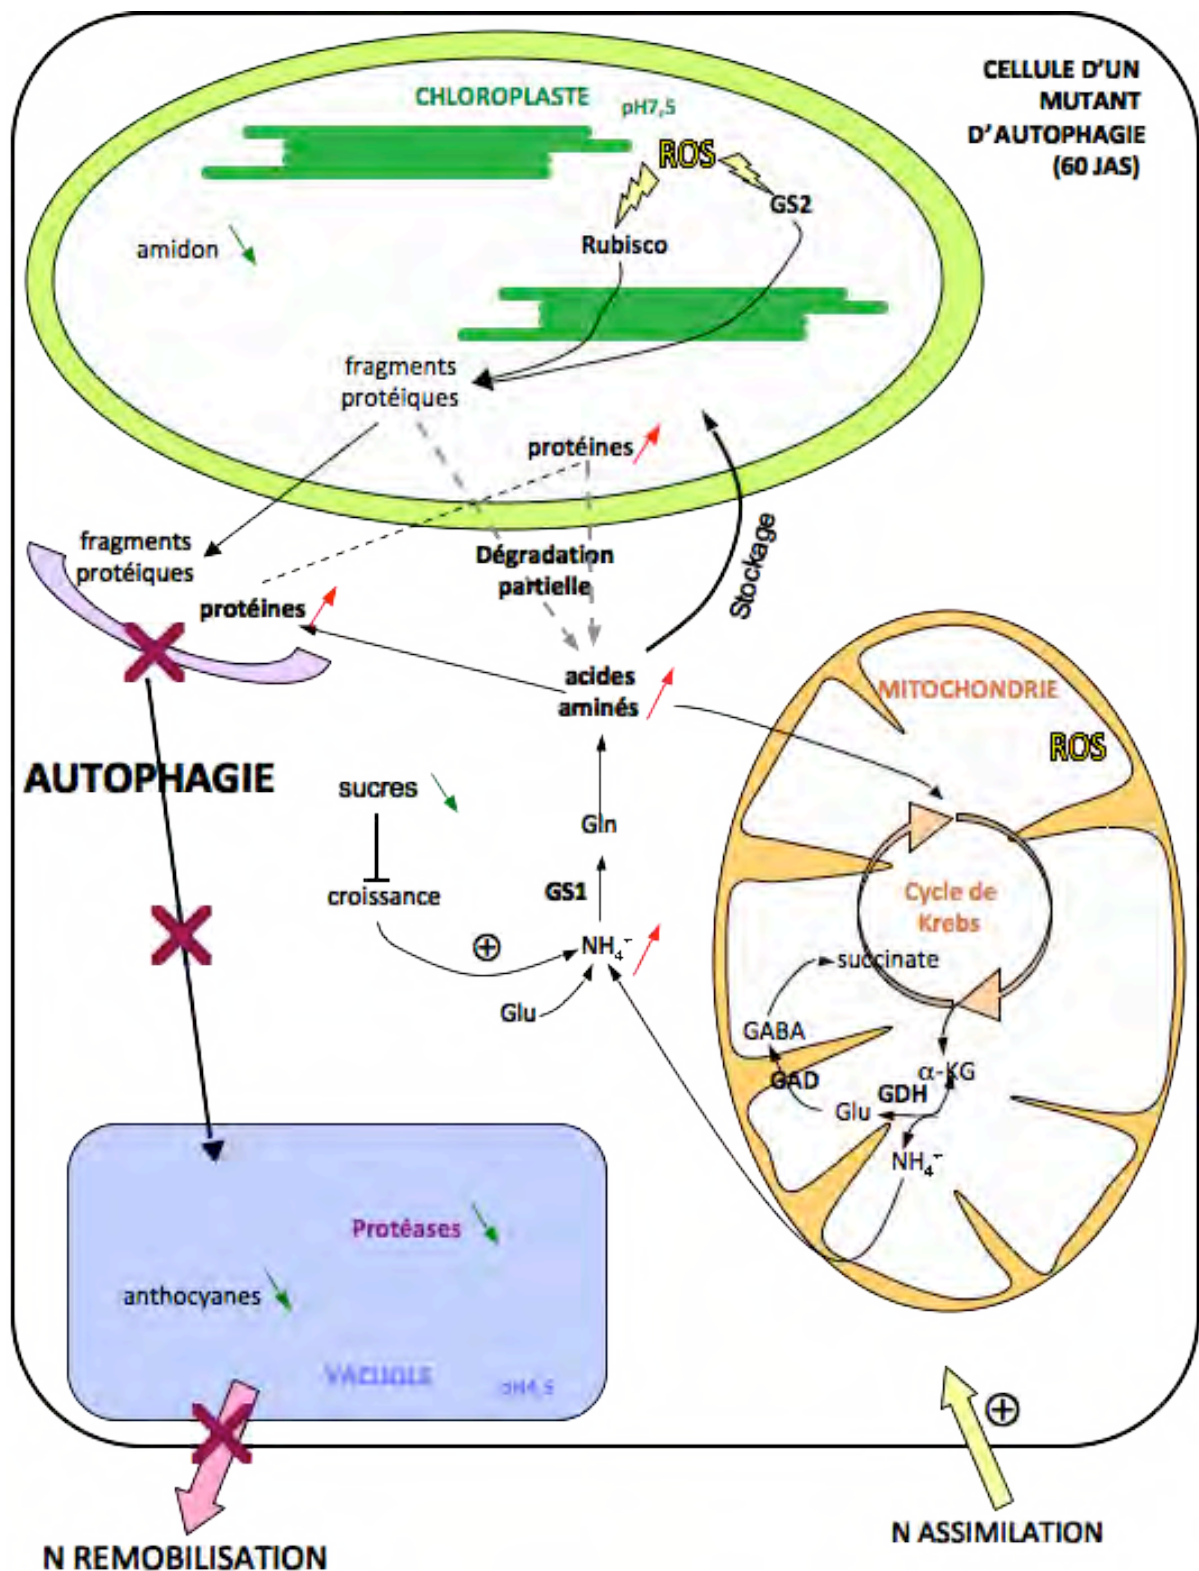 CELLULE D'UN
MUTANT
D'AUTOPHAGIE
(60 JAS)
CHLOROPLASTE
pH7,5
ROS
GS2
Rubisco
amidon
fragments
protéiques
protéines
fragments
protéiques
Dégradation
partielle
Stockage
protéines
acides
aminés
MITOCHONDRIE
ROS
AUTOPHAGIE
sucres
Gln
croissance
GS1
Cycle de
Krebs
NH4+
succinate
Glu
GABA
α-KG
GAD
GDH
Glu
NH4+
Protéases
anthocyanes
VACUOLE
pH4,5
N ASSIMILATION
N REMOBILISATION